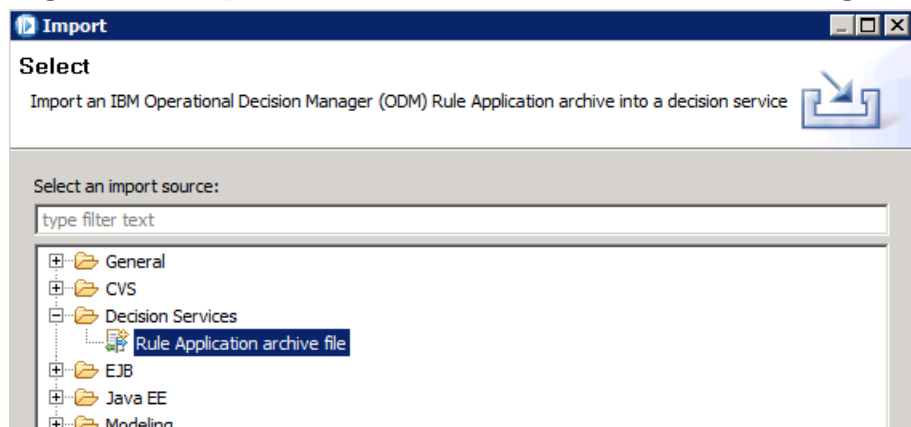 Import
Select
Import an IBM Operational Decision Manager (ODM) Rule Application archive into a decision service
Select an import source:
type filter text
General
CVS
Decision Services
Rule Application archive file
EJB
Java EE
Modeling